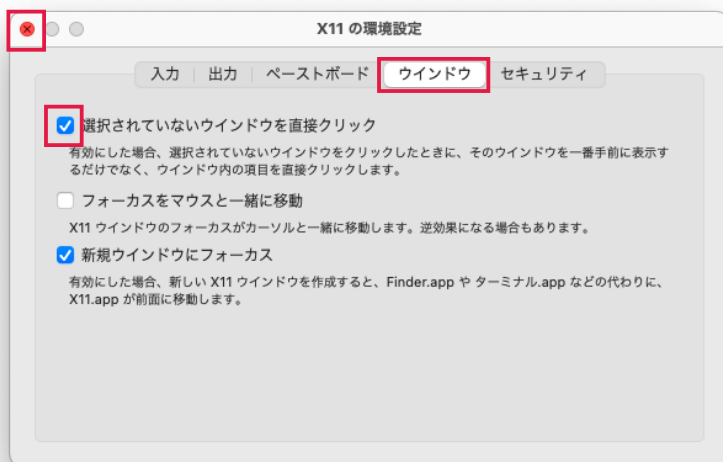 X11 の環境設定
入力 出力 ペーストボード ウインドウ セキュリティ
選択されていないウインドウを直接クリック
有効にした場合、選択されていないウインドウをクリックしたときに、そのウインドウを一番手前に表示す
るだけでなく、ウインドウ内の項目を直接クリックします。
フォーカスをマウスと一緒に移動
X11 ウインドウのフォーカスがカーソルと一緒に移動します。逆効果になる場合もあります。
新規ウインドウにフォーカス
有効にした場合、新しい X11 ウインドウを作成すると、Finder.app や ターミナル.app などの代わりに、
X11.app が前面に移動します。